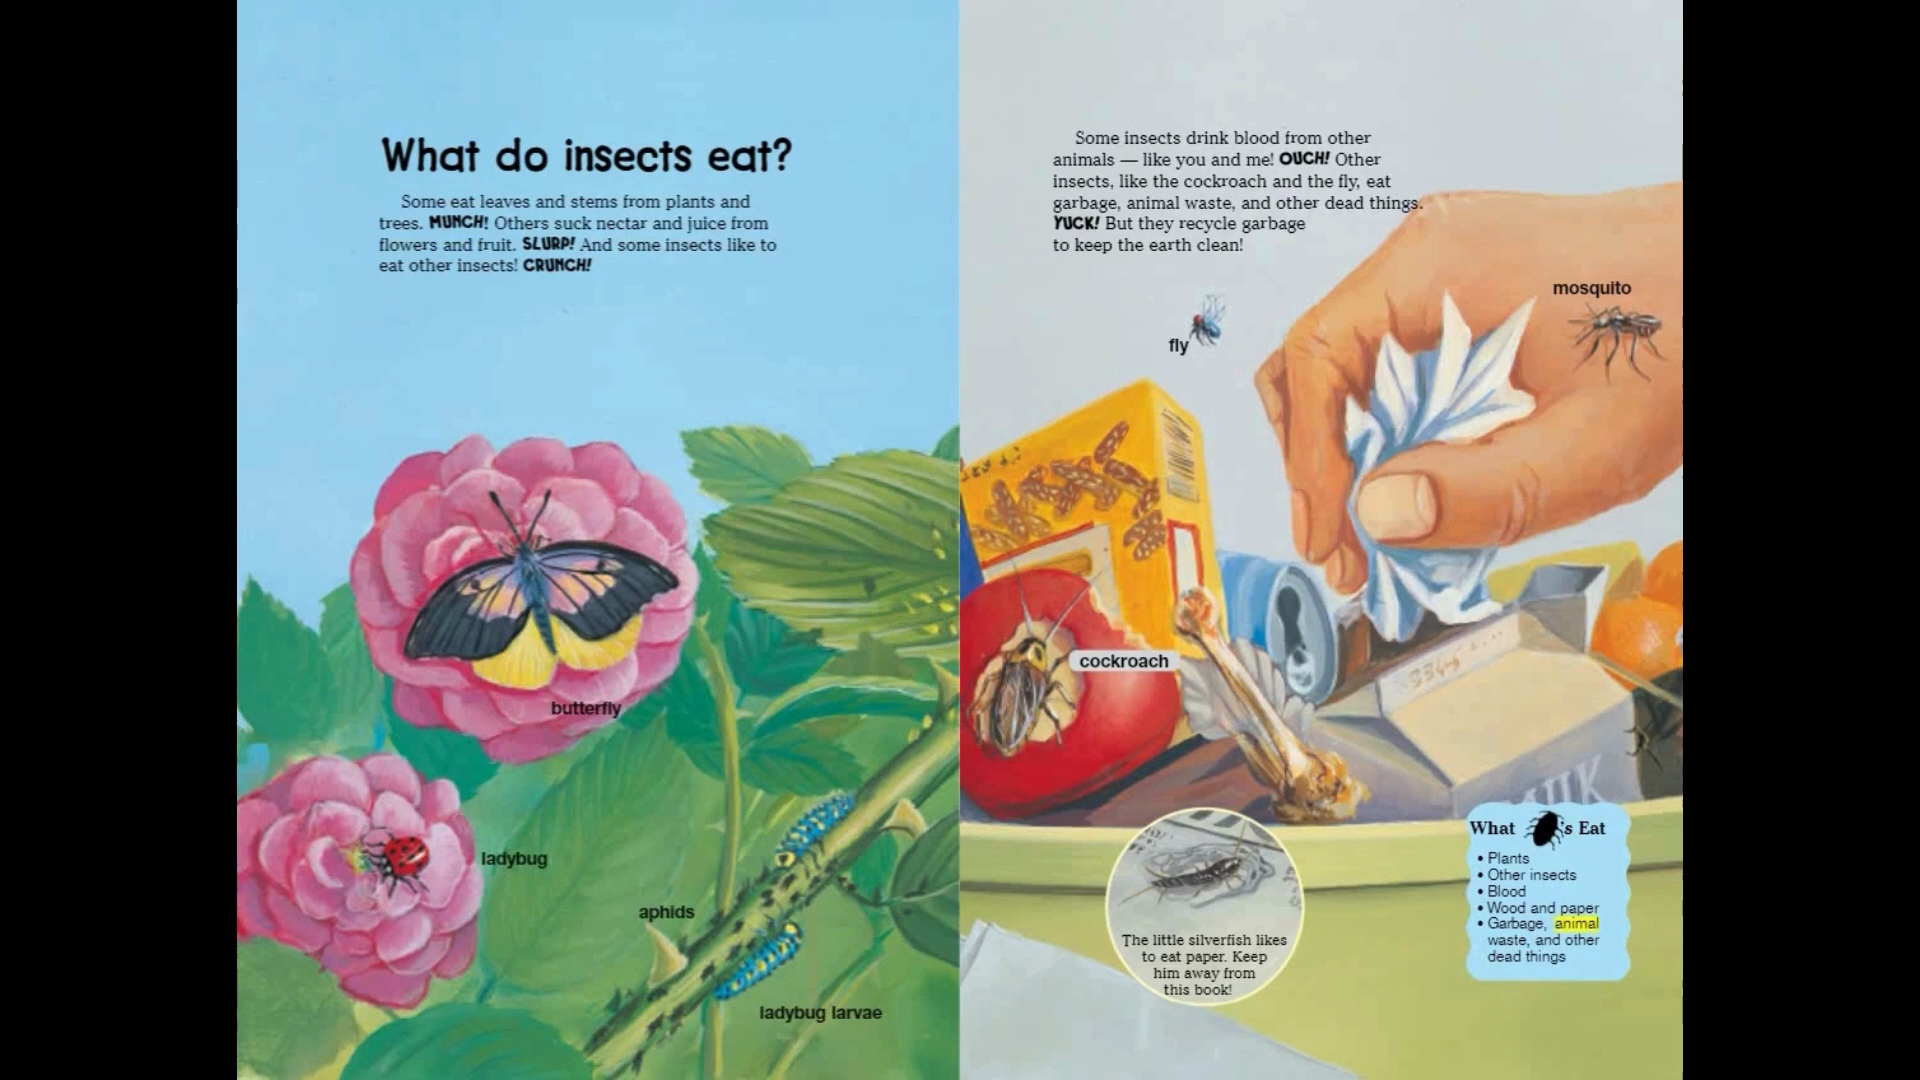 What do insects eat?
Some eat leaves and stems from plants and
trees. MUNCH! Others suck nectar and juice from
flowers and fruit. SLURP! And some insects like to
eat other insects! CRUNCH!
butterfly
ladybug
aphids
ladybug larvae
Some insects drink blood from other
animals — like you and me! OUCH! Other
insects, like the cockroach and the fly, eat
garbage, animal waste, and other dead things.
YUCK! But they recycle garbage
to keep the earth clean!
mosquito
fly
cockroach
MILK
The little silverfish likes
to eat paper. Keep
him away from
this book!
What 's Eat
• Plants
• Other insects
• Blood
• Wood and paper
• Garbage, animal
waste, and other
dead things